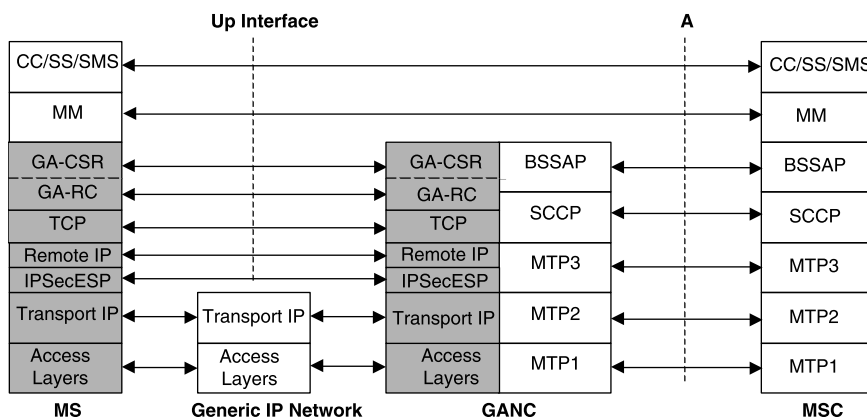 Up Interface
A
CC/SS/SMS
CC/SS/SMS
MM
MM
GA-CSR
GA-CSR
BSSAP
BSSAP
GA-RC
GA-RC
TCP
TCP
SCCP
SCCP
Remote IP
Remote IP
MTP3
MTP3
IPSecESP
IPSecESP
Transport IP
Transport IP
Transport IP
MTP2
MTP2
Access
Layers
Access
Layers
Access
Layers
MTP1
MTP1
MS
Generic IP Network
GANC
MSC